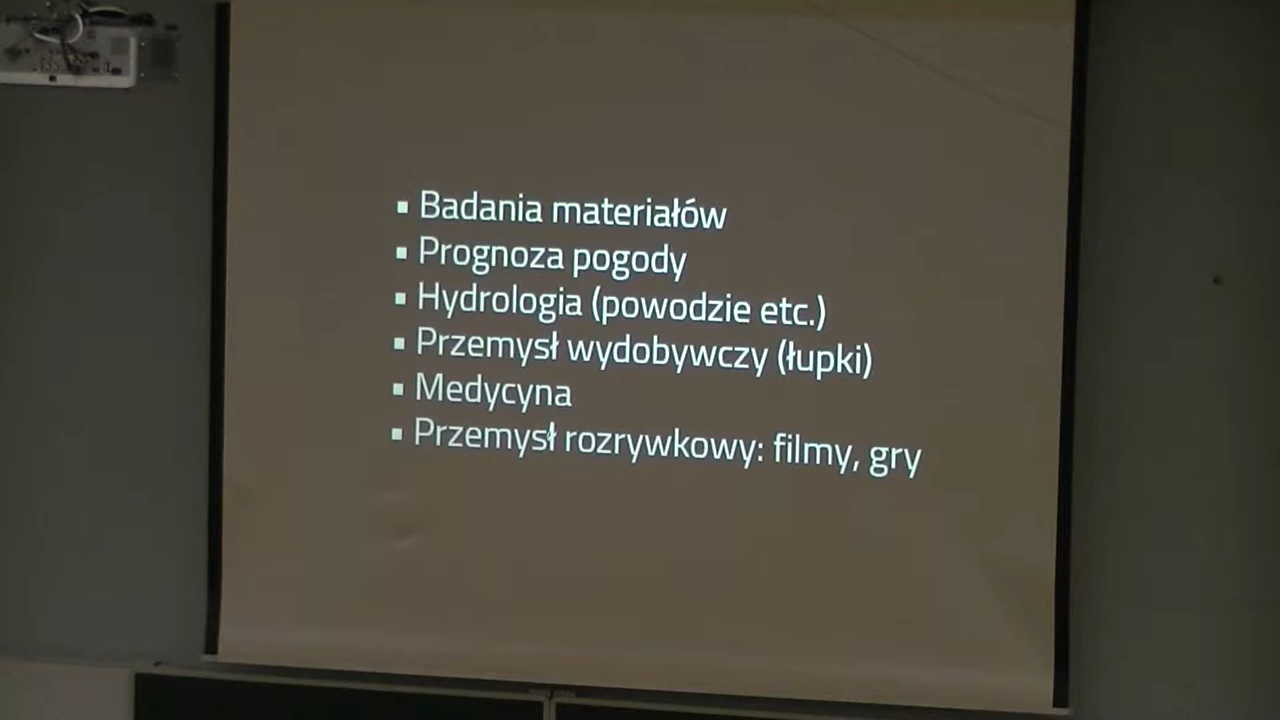 ▪ Badania materiałów
▪ Prognoza pogody
▪ Hydrologia (powodzie etc.)
▪ Przemysł wydobywczy (łupki)
▪ Medycyna
▪ Przemysł rozrywkowy: filmy, gry